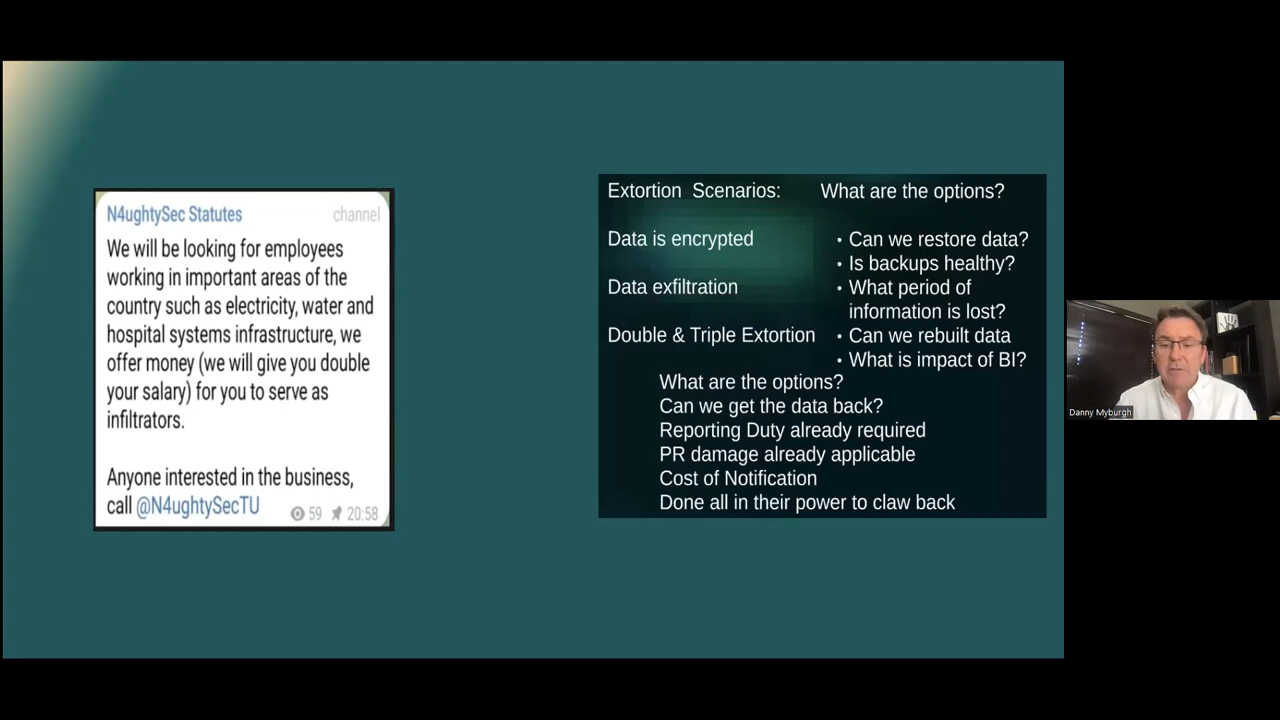 N4ughtySec Statutes channel
We will be looking for employees
working in important areas of the
country such as electricity, water and
hospital systems infrastructure, we
offer money (we will give you double
your salary) for you to serve as
infiltrators.
Anyone interested in the business,
call @N4ughtySecTU 59 20:58
Extortion Scenarios: What are the options?
Data is encrypted
Data exfiltration
Double & Triple Extortion
• Can we restore data?
• Is backups healthy?
• What period of
information is lost?
• Can we rebuilt data
• What is impact of BI?
What are the options?
Can we get the data back?
Reporting Duty already required
PR damage already applicable
Cost of Notification
Done all in their power to claw back
Danny Myburgh